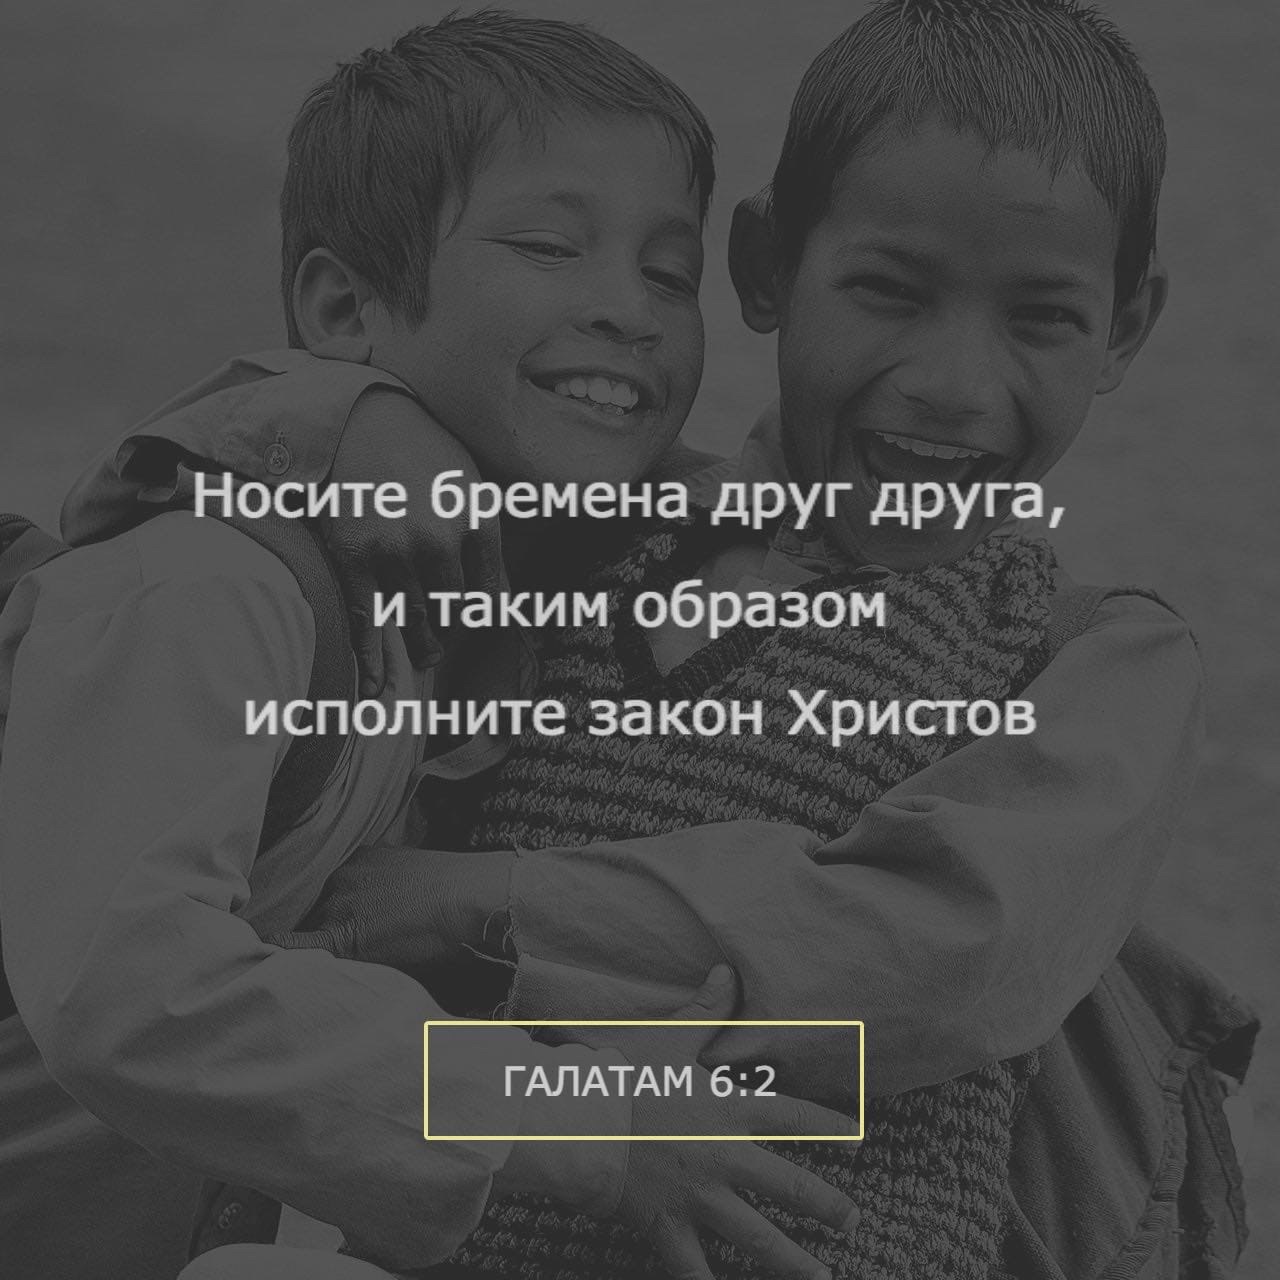 Носите бремена друг друга,
и таким образом
исполните закон Христов
ГАЛАТАМ 6:2